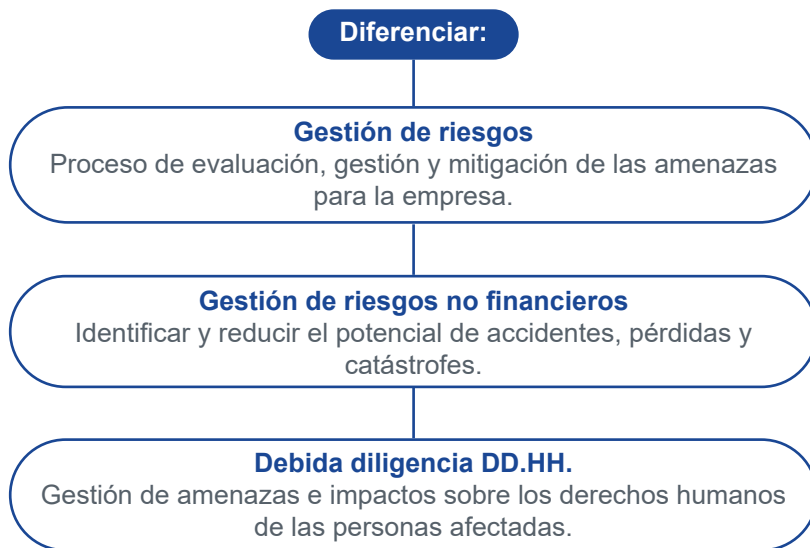 Diferenciar:
Gestión de riesgos
Proceso de evaluación, gestión y mitigación de las amenazas
para la empresa.
Gestión de riesgos no financieros
Identificar y reducir el potencial de accidentes, pérdidas y
catástrofes.
Debida diligencia DD.HH.
Gestión de amenazas e impactos sobre los derechos humanos
de las personas afectadas.